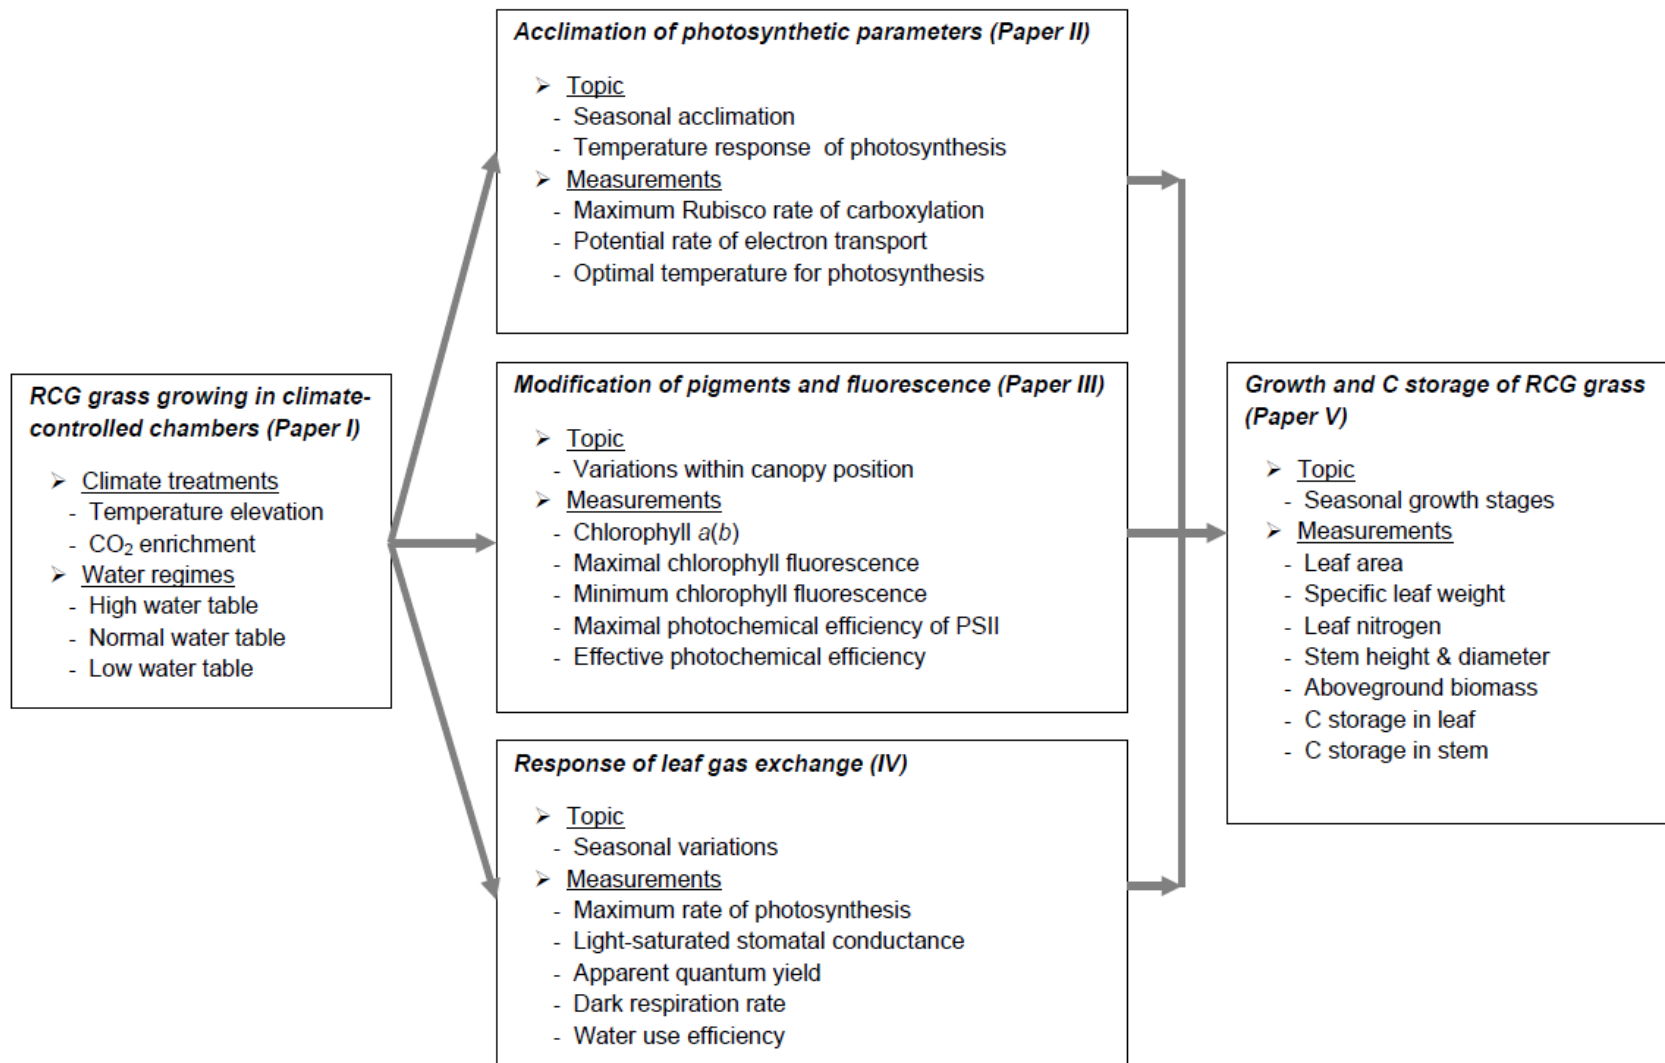 Acclimation of photosynthetic parameters (Paper II)
➢ Topic
- Seasonal acclimation
- Temperature response of photosynthesis
➢ Measurements
- Maximum Rubisco rate of carboxylation
- Potential rate of electron transport
- Optimal temperature for photosynthesis
RCG grass growing in climate-
controlled chambers (Paper I)
➢ Climate treatments
- Temperature elevation
- CO₂ enrichment
➢ Water regimes
- High water table
- Normal water table
- Low water table
Modification of pigments and fluorescence (Paper III)
➢ Topic
- Variations within canopy position
➢ Measurements
- Chlorophyll a(b)
- Maximal chlorophyll fluorescence
- Minimum chlorophyll fluorescence
- Maximal photochemical efficiency of PSII
- Effective photochemical efficiency
Response of leaf gas exchange (IV)
➢ Topic
- Seasonal variations
➢ Measurements
- Maximum rate of photosynthesis
- Light-saturated stomatal conductance
- Apparent quantum yield
- Dark respiration rate
- Water use efficiency
Growth and C storage of RCG grass
(Paper V)
➢ Topic
- Seasonal growth stages
➢ Measurements
- Leaf area
- Specific leaf weight
- Leaf nitrogen
- Stem height & diameter
- Aboveground biomass
- C storage in leaf
- C storage in stem